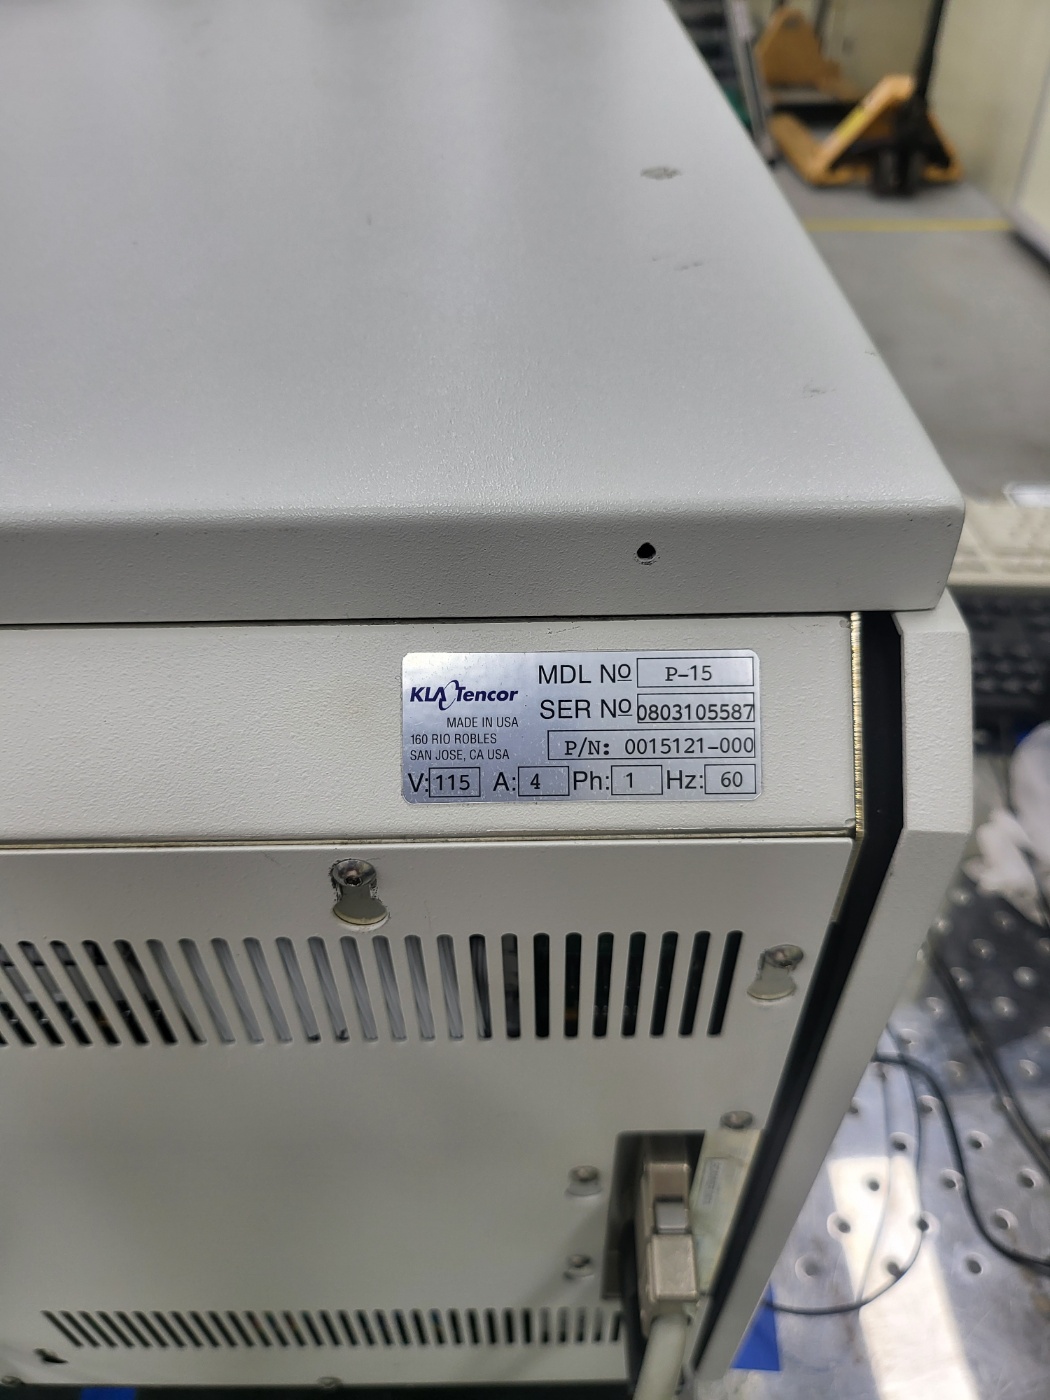 KLA Tencor
MADE IN USA
160 RIO ROBLES
SAN JOSE, CA USA
MDL Nº P-15
SER Nº 0803105587
P/N: 0015121-000
V: 115 A: 4 Ph: 1 Hz: 60